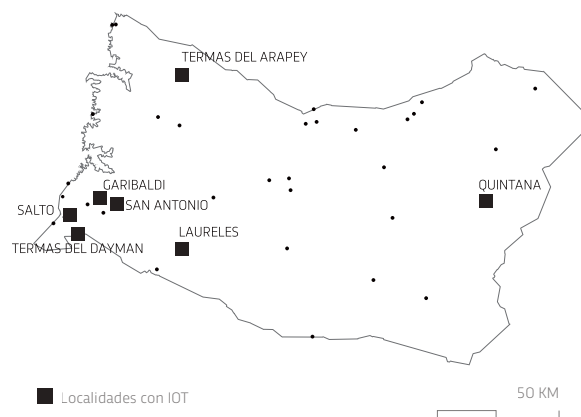 TERMAS DEL ARAPEY
GARIBALDI
QUINTANA
SAN ANTONIO
SALTO
LAURELES
TERMAS DEL DAYMAN
50 KM
Localidades con IOT